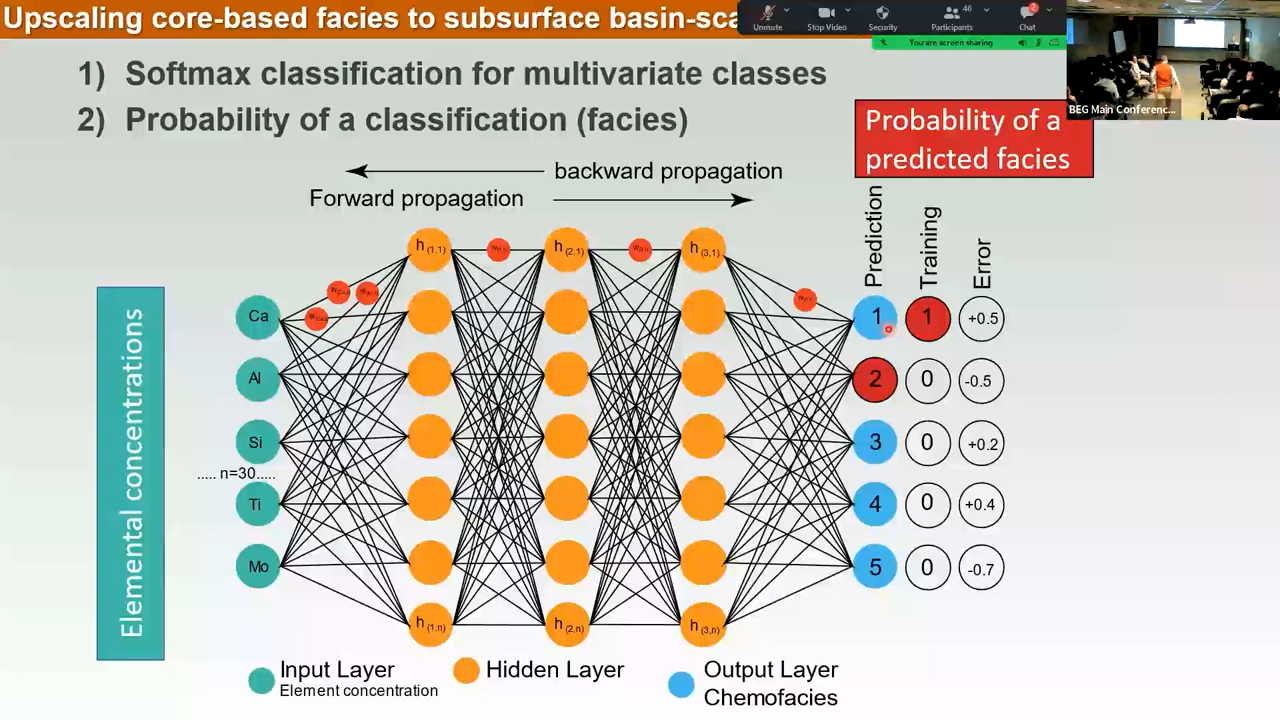 Upscaling core-based facies to subsurface basin-sca
Unmute
Stop Video
Security
46
Participants
2
Chat
You are screen sharing
BEG Main Conferenc...
1) Softmax classification for multivariate classes
2) Probability of a classification (facies)
Probability of a
predicted facies
backward propagation
Forward propagation
Prediction
Training
Error
Elemental concentrations
h (1,1)
h (2,1)
h (3,1)
Ca
Al
Si
..... n=30.....
Ti
Mo
h (1,n)
h (2,n)
h (3,n)
1 1 +0.5
2 0 -0.5
3 0 +0.2
4 0 +0.4
5 0 -0.7
Input Layer
Element concentration
Hidden Layer
Output Layer
Chemofacies